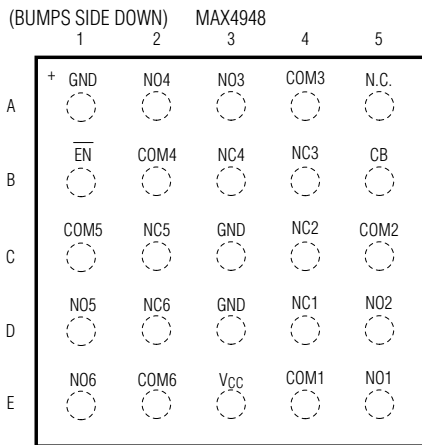 (BUMPS SIDE DOWN) MAX4948
1 2 3 4 5
+ GND NO4 NO3 COM3 N.C.
A
EN COM4 NC4 NC3 CB
B
COM5 NC5 GND NC2 COM2
C
NO5 NC6 GND NC1 NO2
D
NO6 COM6 VCC COM1 NO1
E